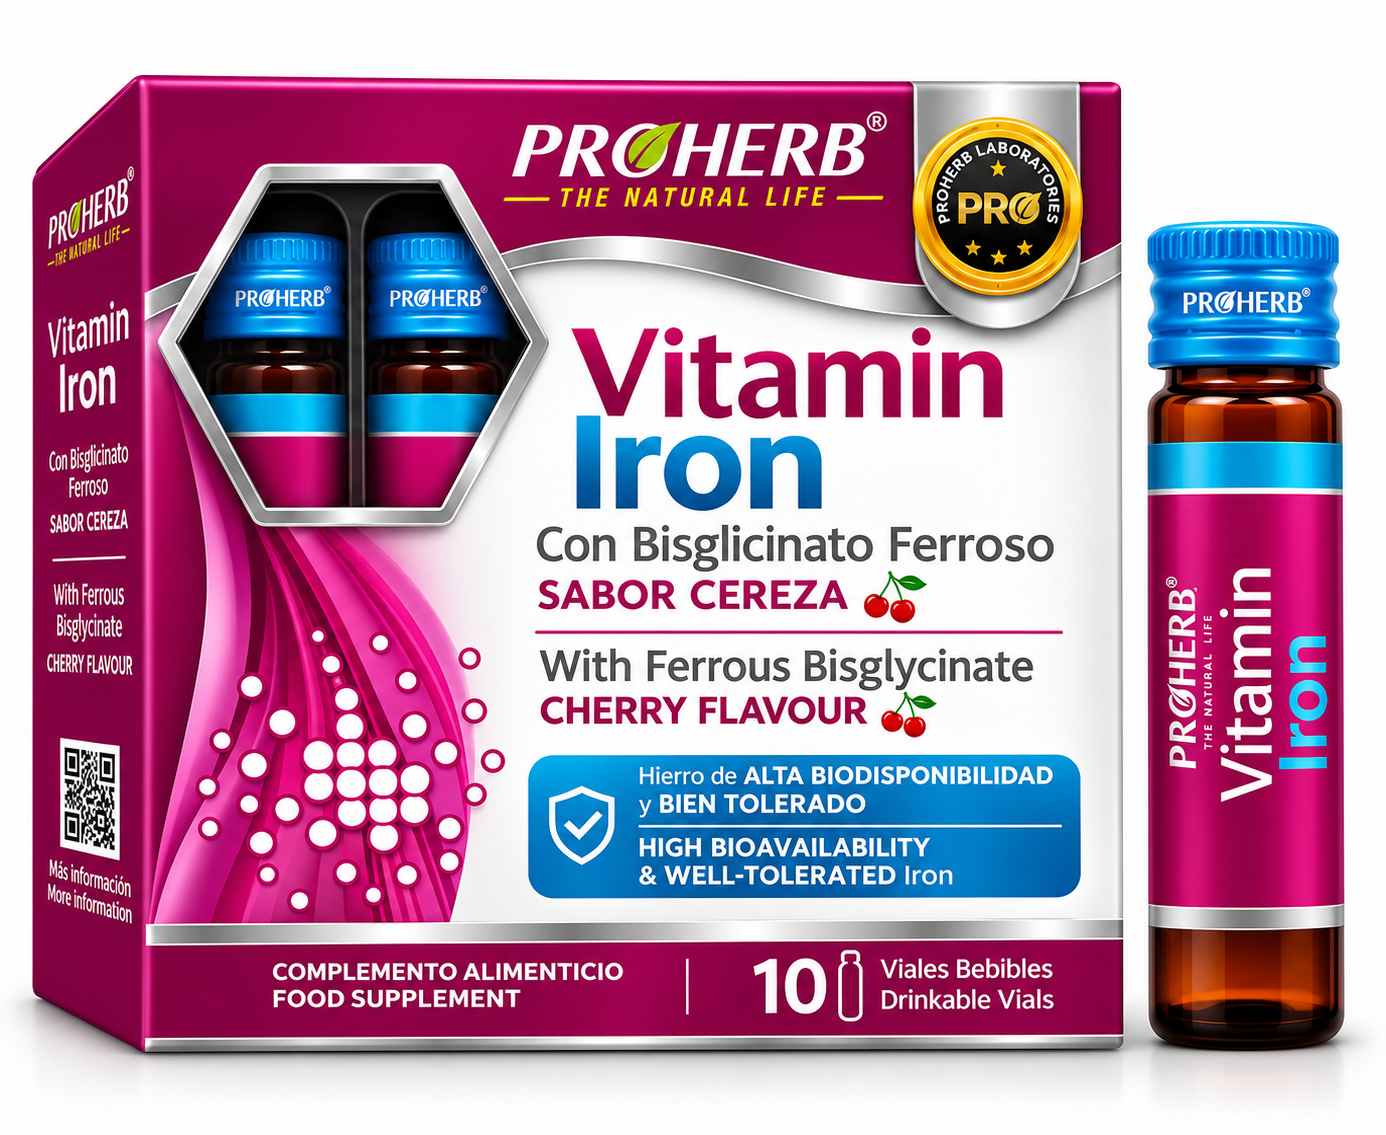 PROHERB®
THE NATURAL LIFE
Vitamin
Iron
Con Bisglicinato
Ferroso
SABOR CEREZA
With Ferrous
Bisglycinate
CHERRY FLAVOUR
Más información
More information
PROHERB®
PROHERB®
PROHERB®
THE NATURAL LIFE
PROHERB LABORATORIES
PRO
Vitamin
Iron
Con Bisglicinato Ferroso
SABOR CEREZA
With Ferrous Bisglycinate
CHERRY FLAVOUR
Hierro de ALTA BIODISPONIBILIDAD
y BIEN TOLERADO
HIGH BIOAVAILABILITY
& WELL-TOLERATED Iron
COMPLEMENTO ALIMENTICIO
FOOD SUPPLEMENT
10
Viales Bebibles
Drinkable Vials
PROHERB®
PROHERB®
THE NATURAL LIFE
Vitamin
Iron